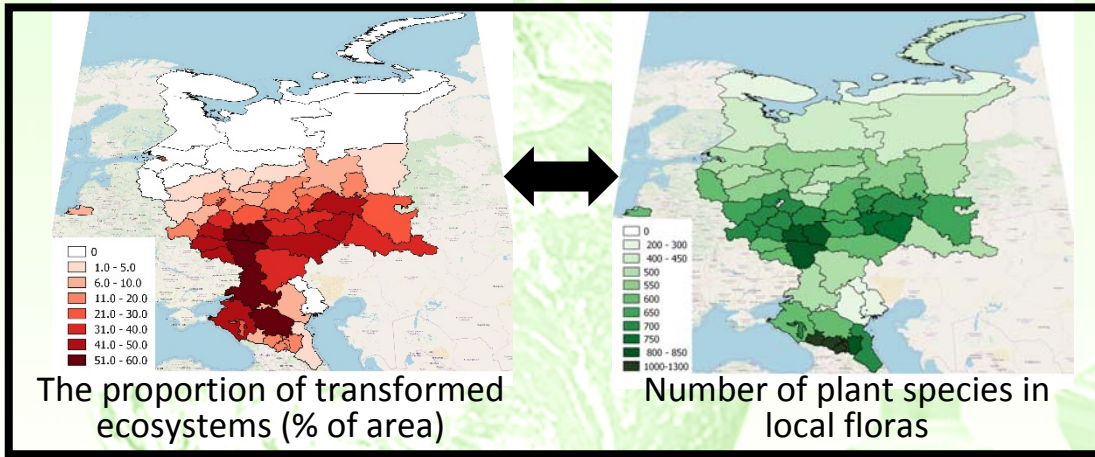 0
1.0 - 5.0
6.0 - 10.0
11.0 - 20.0
21.0 - 30.0
31.0 - 40.0
41.0 - 50.0
51.0 - 60.0
The proportion of transformed
ecosystems (% of area)
0
200 - 300
400 - 450
500
550
600
650
700
750
800 - 850
1000-1300
Number of plant species in
local floras